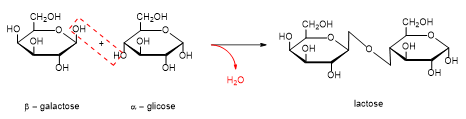 CH₂OH
HO O OH
OH
OH
+
CH₂OH
O
HO OH OH
OH
H₂O
CH₂OH
HO O
OH
OH
O
CH₂OH
O
OH OH
OH
β – galactose
α – glicose
lactose